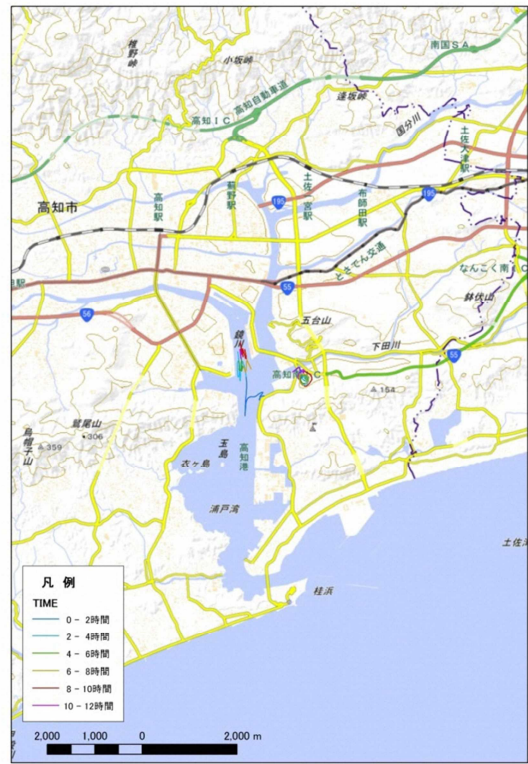 椎野峠
小坂峠
南国SA
逢坂峠
高知自動車道
高知IC
国分川
土佐大津駅
195
高知市
高知駅
薊野駅
土佐一宮駅
195
布師田駅
とさでん交通
なんこく南
C
鉢伏山
駅
55
56
鏡川
五台山
下田川
55
高知南
C
154
鷲尾山
306
烏帽子山
359
玉島
衣ヶ島
高知港
浦戸湾
土佐湾
桂浜
凡 例
TIME
0 - 2時間
2 - 4時間
4 - 6時間
6 - 8時間
8 - 10時間
10 - 12時間
2,000 1,000 0 2,000 m